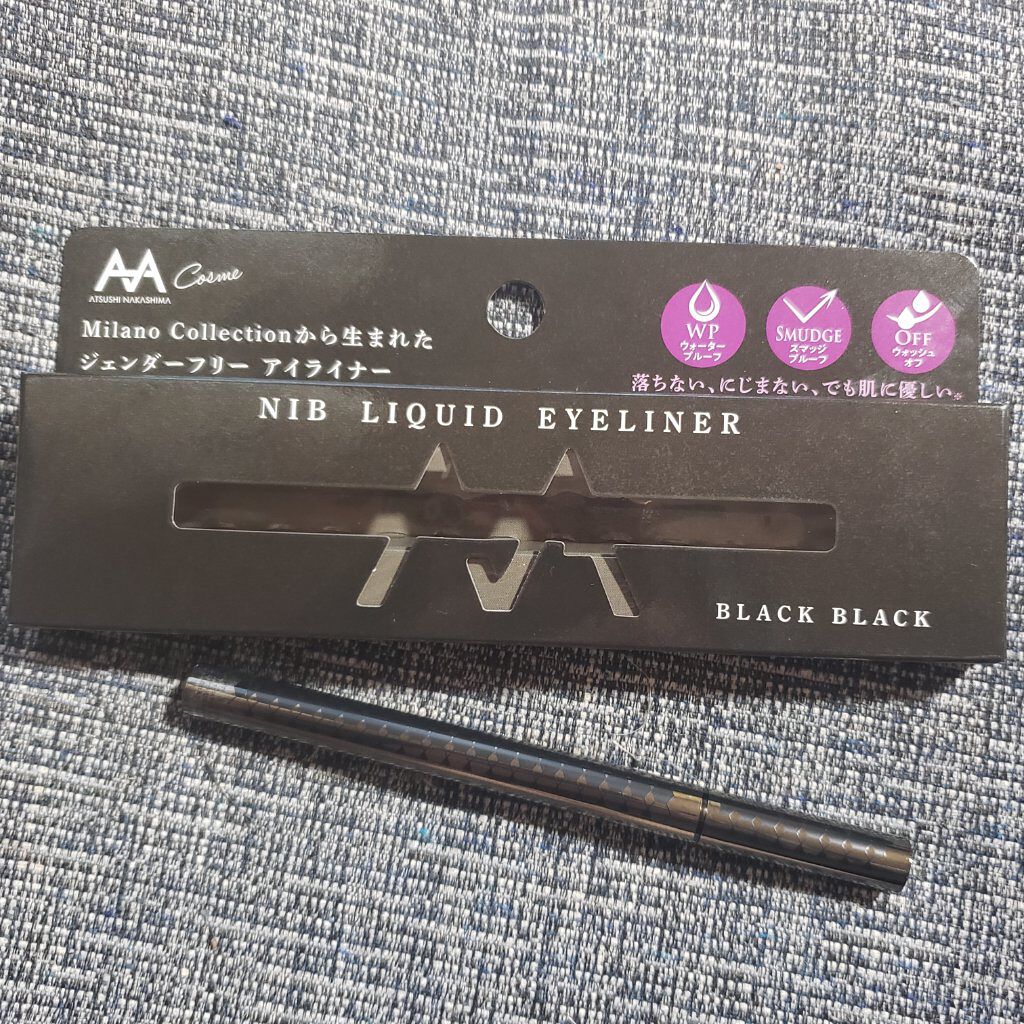 Cosme
ATSUSHI NAKASHIMA
Milano Collectionから生まれた
ジェンダーフリー アイライナー
WP
ウォーター
プルーフ
SMUDGE
スマッジ
プルーフ
OFF
ウォッシュ
オフ
落ちない、にじまない、でも肌に優しい。※
NIB LIQUID EYELINER
BLACK BLACK